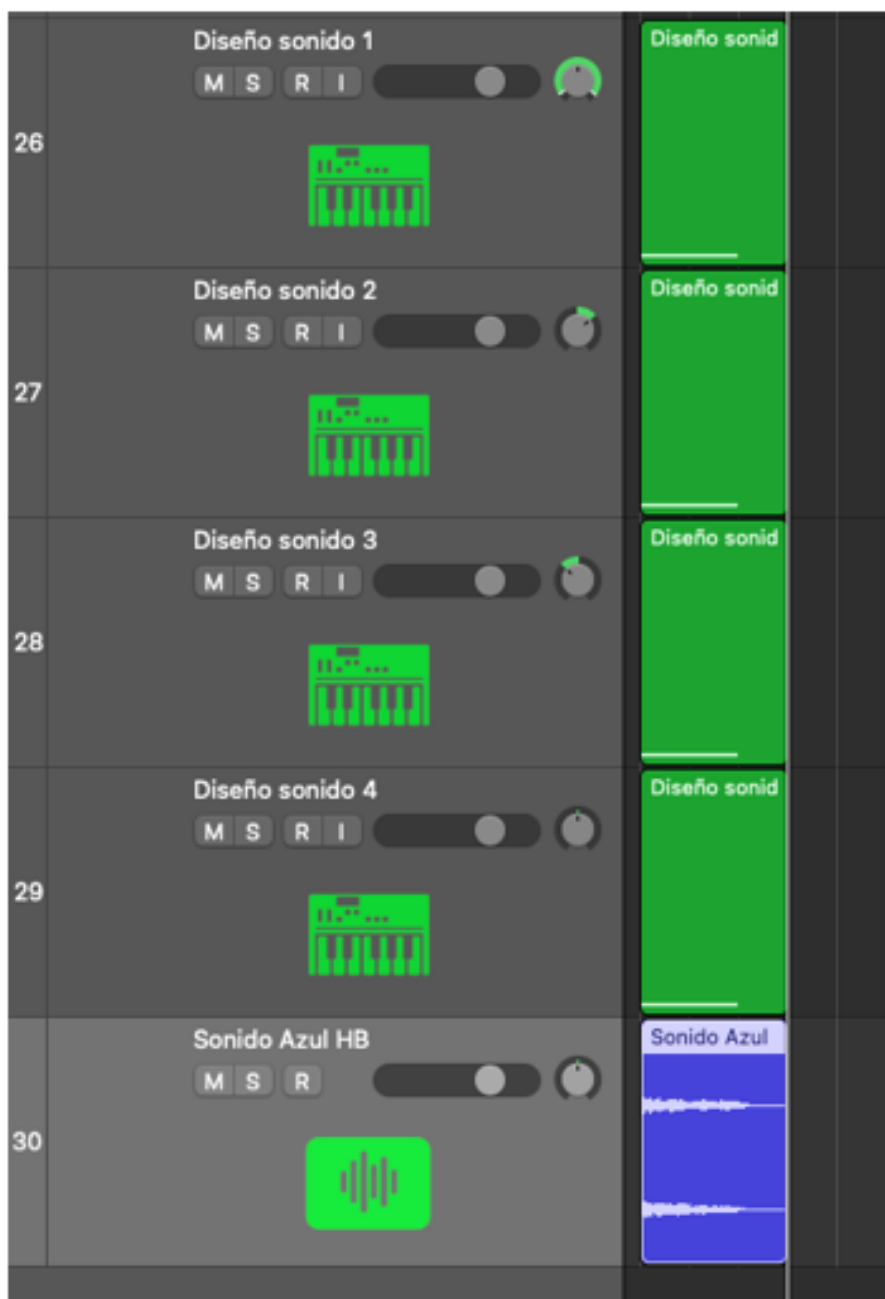 Diseño sonido 1
Diseño sonid
M S R I
26
Diseño sonido 2
Diseño sonid
M S R I
27
Diseño sonido 3
Diseño sonid
M S R I
28
Diseño sonido 4
Diseño sonid
M S R I
29
Sonido Azul HB
Sonido Azul
M S R
30